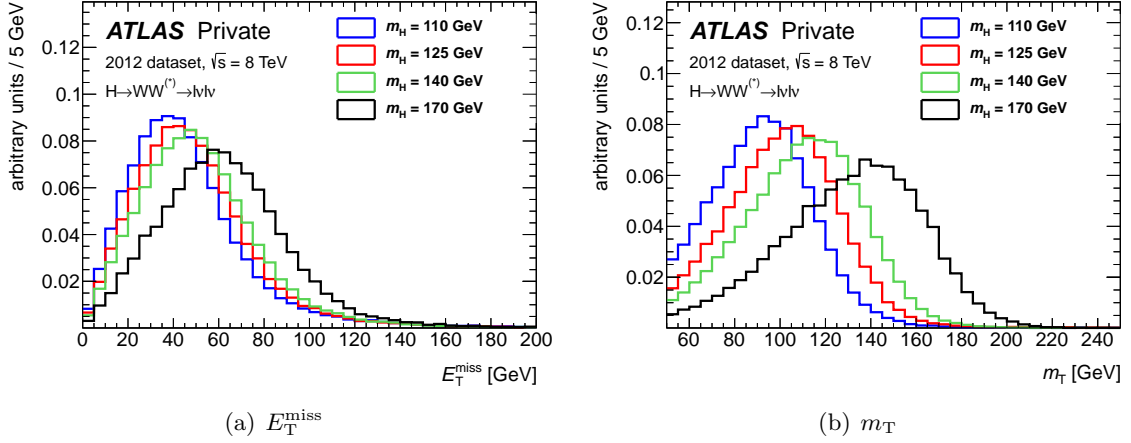 arbitrary units / 5 GeV
0.12
0.1
0.08
0.06
0.04
0.02
ATLAS Private
2012 dataset, √s = 8 TeV
H→WW(*)→lνlν
mH = 110 GeV
mH = 125 GeV
mH = 140 GeV
mH = 170 GeV
0 20 40 60 80 100 120 140 160 180 200
ETmiss [GeV]
(a) ETmiss
arbitrary units / 5 GeV
0.12
0.1
0.08
0.06
0.04
0.02
ATLAS Private
2012 dataset, √s = 8 TeV
H→WW(*)→lνlν
mH = 110 GeV
mH = 125 GeV
mH = 140 GeV
mH = 170 GeV
60 80 100 120 140 160 180 200 220 240
mT [GeV]
(b) mT